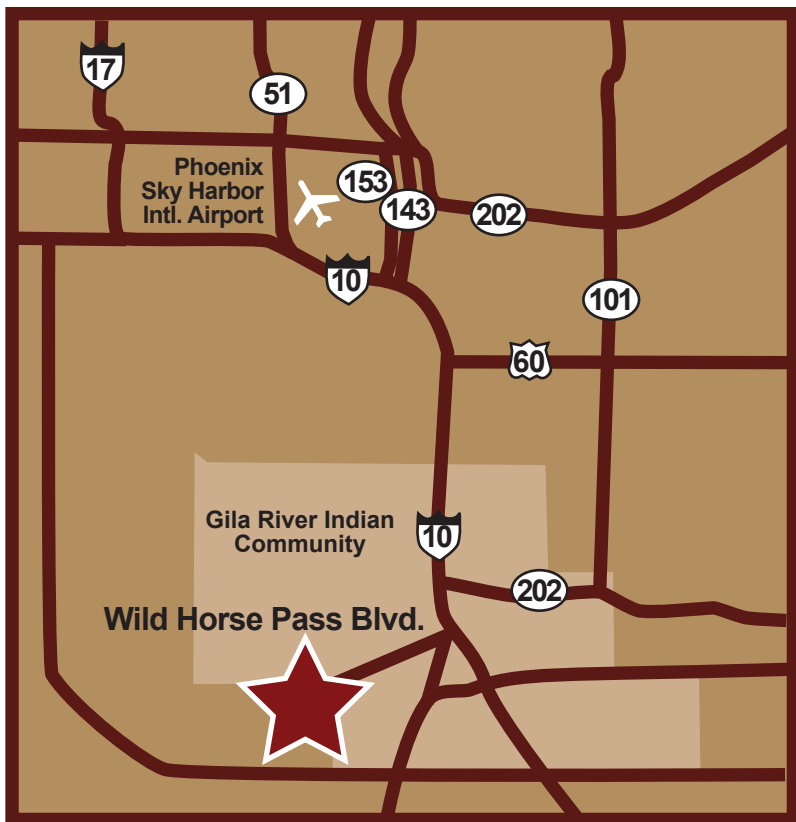 17
51
Phoenix
Sky Harbor
Intl. Airport
153
143
202
10
101
60
Gila River Indian
Community
10
202
Wild Horse Pass Blvd.